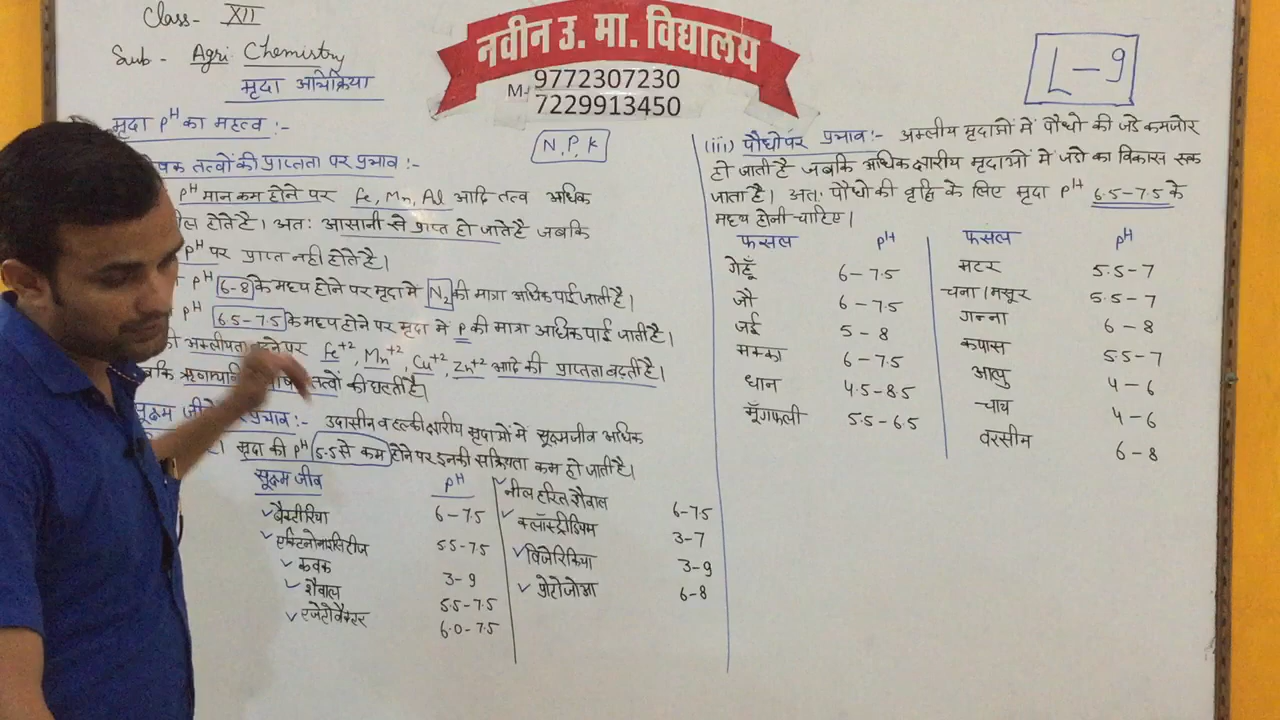 Class- XII
Sub - Agri Chemistry
मृदा अभिक्रिया
नवीन उ. मा. विद्यालय
M- 9772307230
7229913450
L-9
मृदा pH का महत्व :-
N, P, K
षक तत्वों की प्राप्तता पर प्रभाव :-
pH मान कम होने पर Fe, Mn, Al आदि तत्व अधिक
ल होते है। अतः आसानी से प्राप्त हो जाते है जबकि
pH पर प्राप्त नही होते है।
pH 6-8 के मध्य होने पर मृदा मे N2 की मात्रा अधिक पाई जाती है।
pH 6.5-7.5 के मध्य होने पर मृदा मे P की मात्रा अधिक पाई जाती है।
की अम्लीयता पर Fe+2, Mn+2, Cu+2, Zn+2 आदि की प्राप्तता बढ़ती है।
तत्वों की घटती है।
सूक्ष्म प्रभाव :- उदासीन व हल्की क्षारीय मृदाओं में सूक्ष्मजीव अधिक
मृदा की pH 5.5 से कम होने पर इनकी सक्रियता कम हो जाती है।
सूक्ष्म जीव pH
बैक्टीरिया 6-7.5
एक्टिनोमाइसिटीज 5.5-7.5
कवक 3-9
शैवाल 5.5-7.5
एजेटोबैक्टर 6.0-7.5
नील हरित शैवाल 6-7.5
क्लॉस्ट्रीडियम 3-7
बिजेरिकिया 3-9
प्रोटोजोआ 6-8
(iii) पौधो पर प्रभाव :- अम्लीय मृदाओं में पौधो की जड़े कमजोर
हो जाती है जबकि अधिक क्षारीय मृदाओं मे जड़ो का विकास रूक
जाता है। अतः पौधो की वृद्धि के लिए मृदा pH 6.5-7.5 के
मध्य होनी चाहिए।
फसल pH
गेहूँ 6-7.5
जौ 6-7.5
जई 5-8
मक्का 6-7.5
धान 4.5-8.5
मूँगफली 5.5-6.5
फसल pH
मटर 5.5-7
चना/मसूर 5.5-7
गन्ना 6-8
कपास 5.5-7
आलु 4-6
चाय 4-6
वरसीम 6-8